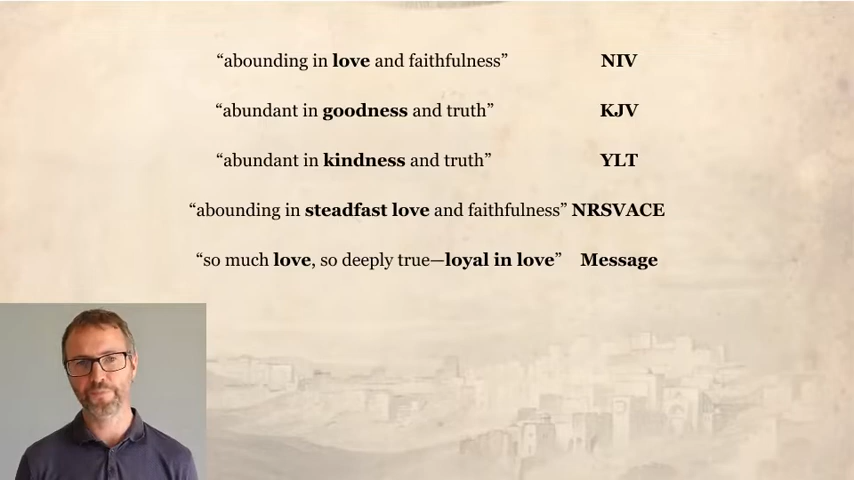 “abounding in love and faithfulness” NIV
“abundant in goodness and truth” KJV
“abundant in kindness and truth” YLT
“abounding in steadfast love and faithfulness” NRSVACE
“so much love, so deeply true—loyal in love” Message